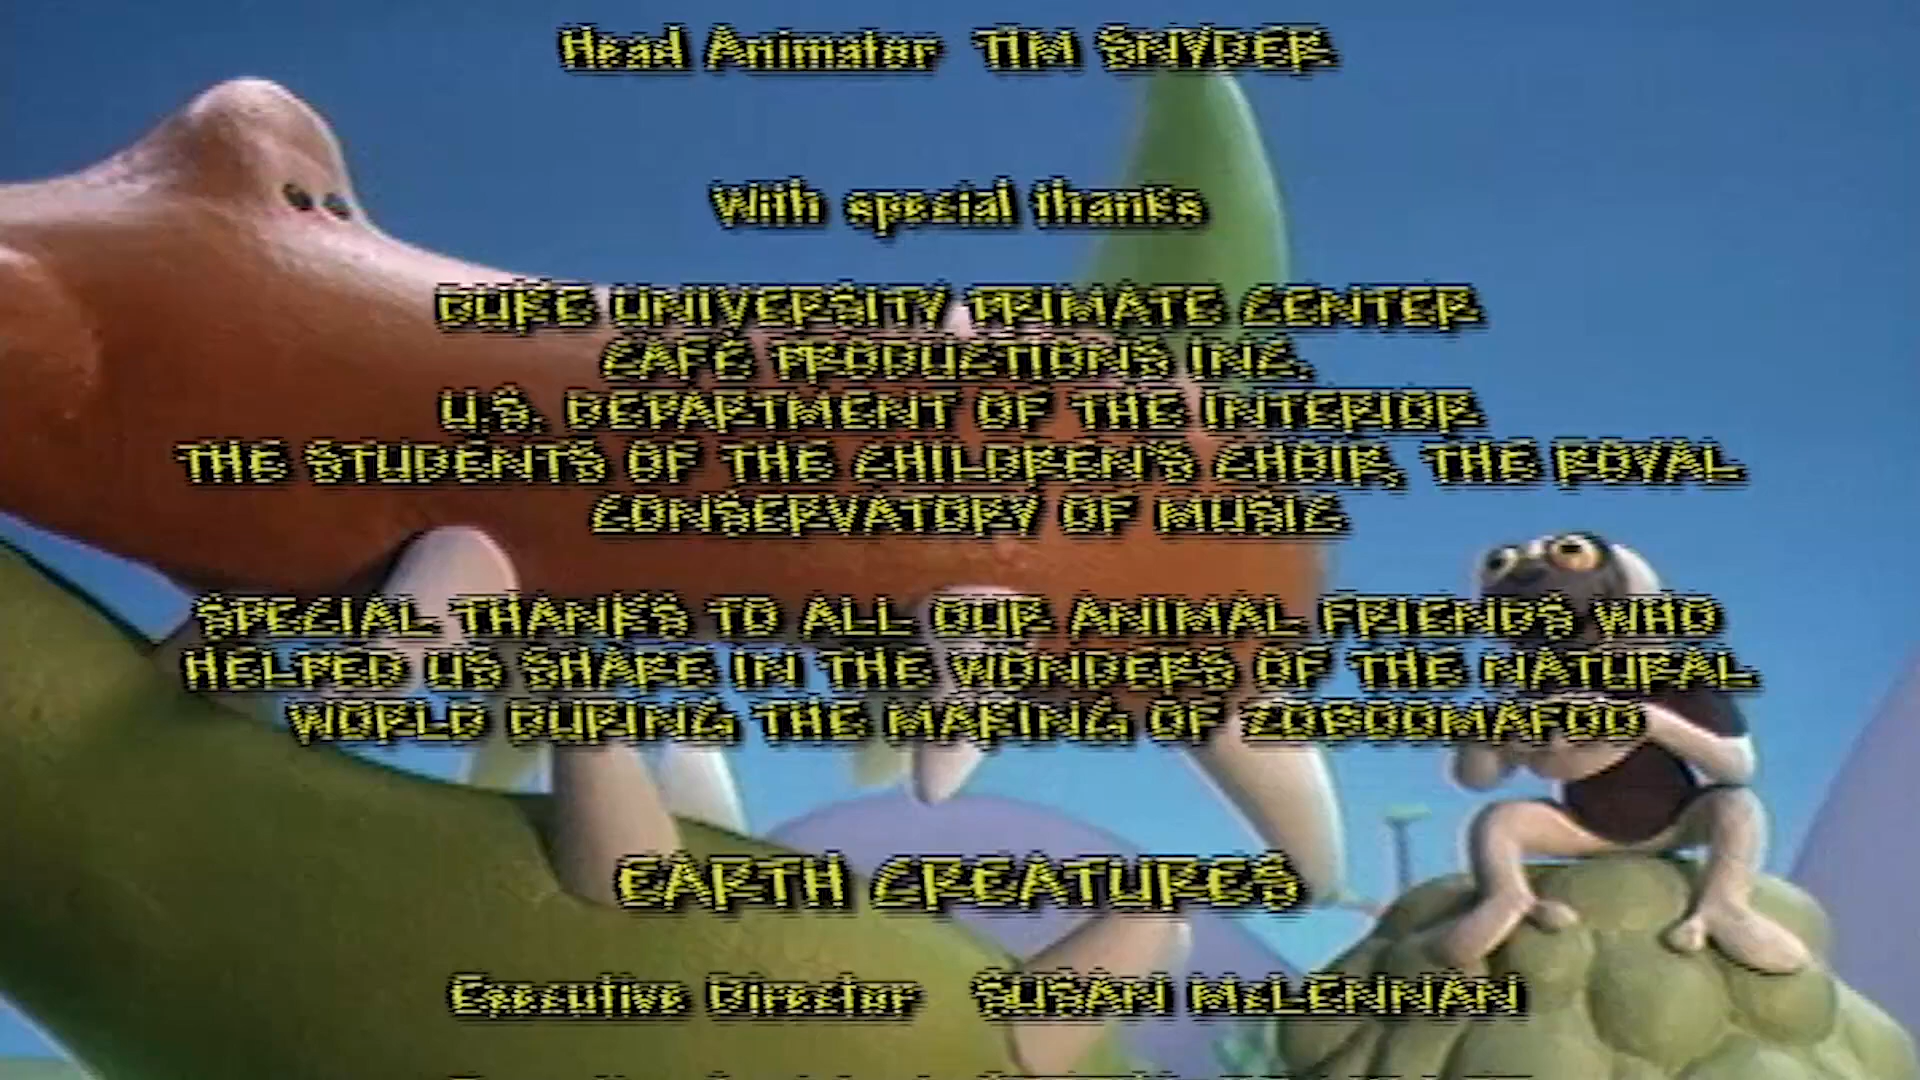 Head Animator TIM SNYDER
With special thanks
DUKE UNIVERSITY PRIMATE CENTER
CAFÉ PRODUCTIONS INC.
U.S. DEPARTMENT OF THE INTERIOR
THE STUDENTS OF THE CHILDREN'S CHOIR, THE ROYAL
CONSERVATORY OF MUSIC
SPECIAL THANKS TO ALL OUR ANIMAL FRIENDS WHO
HELPED US SHARE IN THE WONDERS OF THE NATURAL
WORLD DURING THE MAKING OF ZOBOOMAFOO
EARTH CREATURES
Executive Director SUSAN McLENNAN